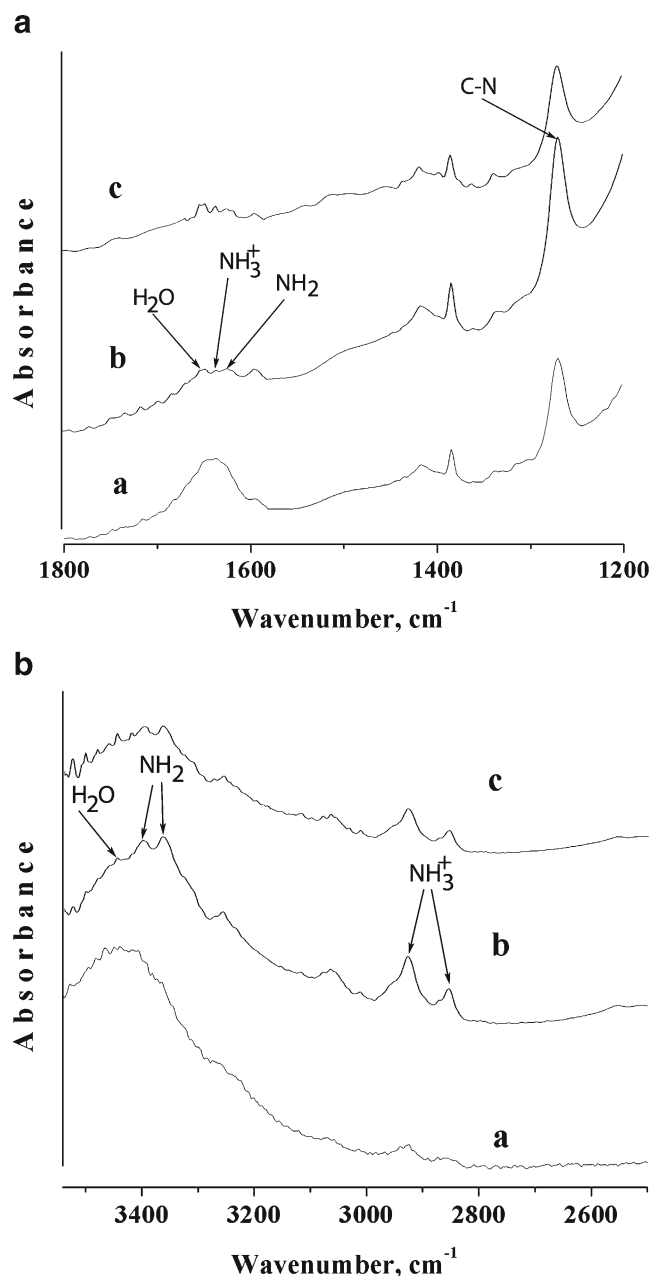 a
C-N
c
NH3+
H2O
NH2
b
a
Absorbance
1800 1600 1400 1200
Wavenumber, cm-1
b
NH2
c
H2O
NH3+
b
a
Absorbance
3400 3200 3000 2800 2600
Wavenumber, cm-1